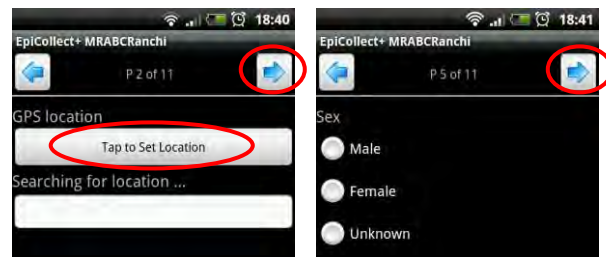 18:40
EpiCollect+ MRABCRanchi
P 2 of 11
GPS location
Tap to Set Location
Searching for location ...
18:41
EpiCollect+ MRABCRanchi
P 5 of 11
Sex
Male
Female
Unknown